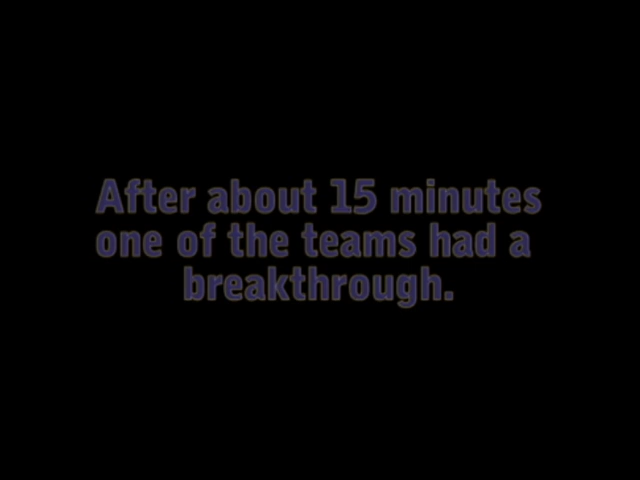 After about 15 minutes
one of the teams had a
breakthrough.